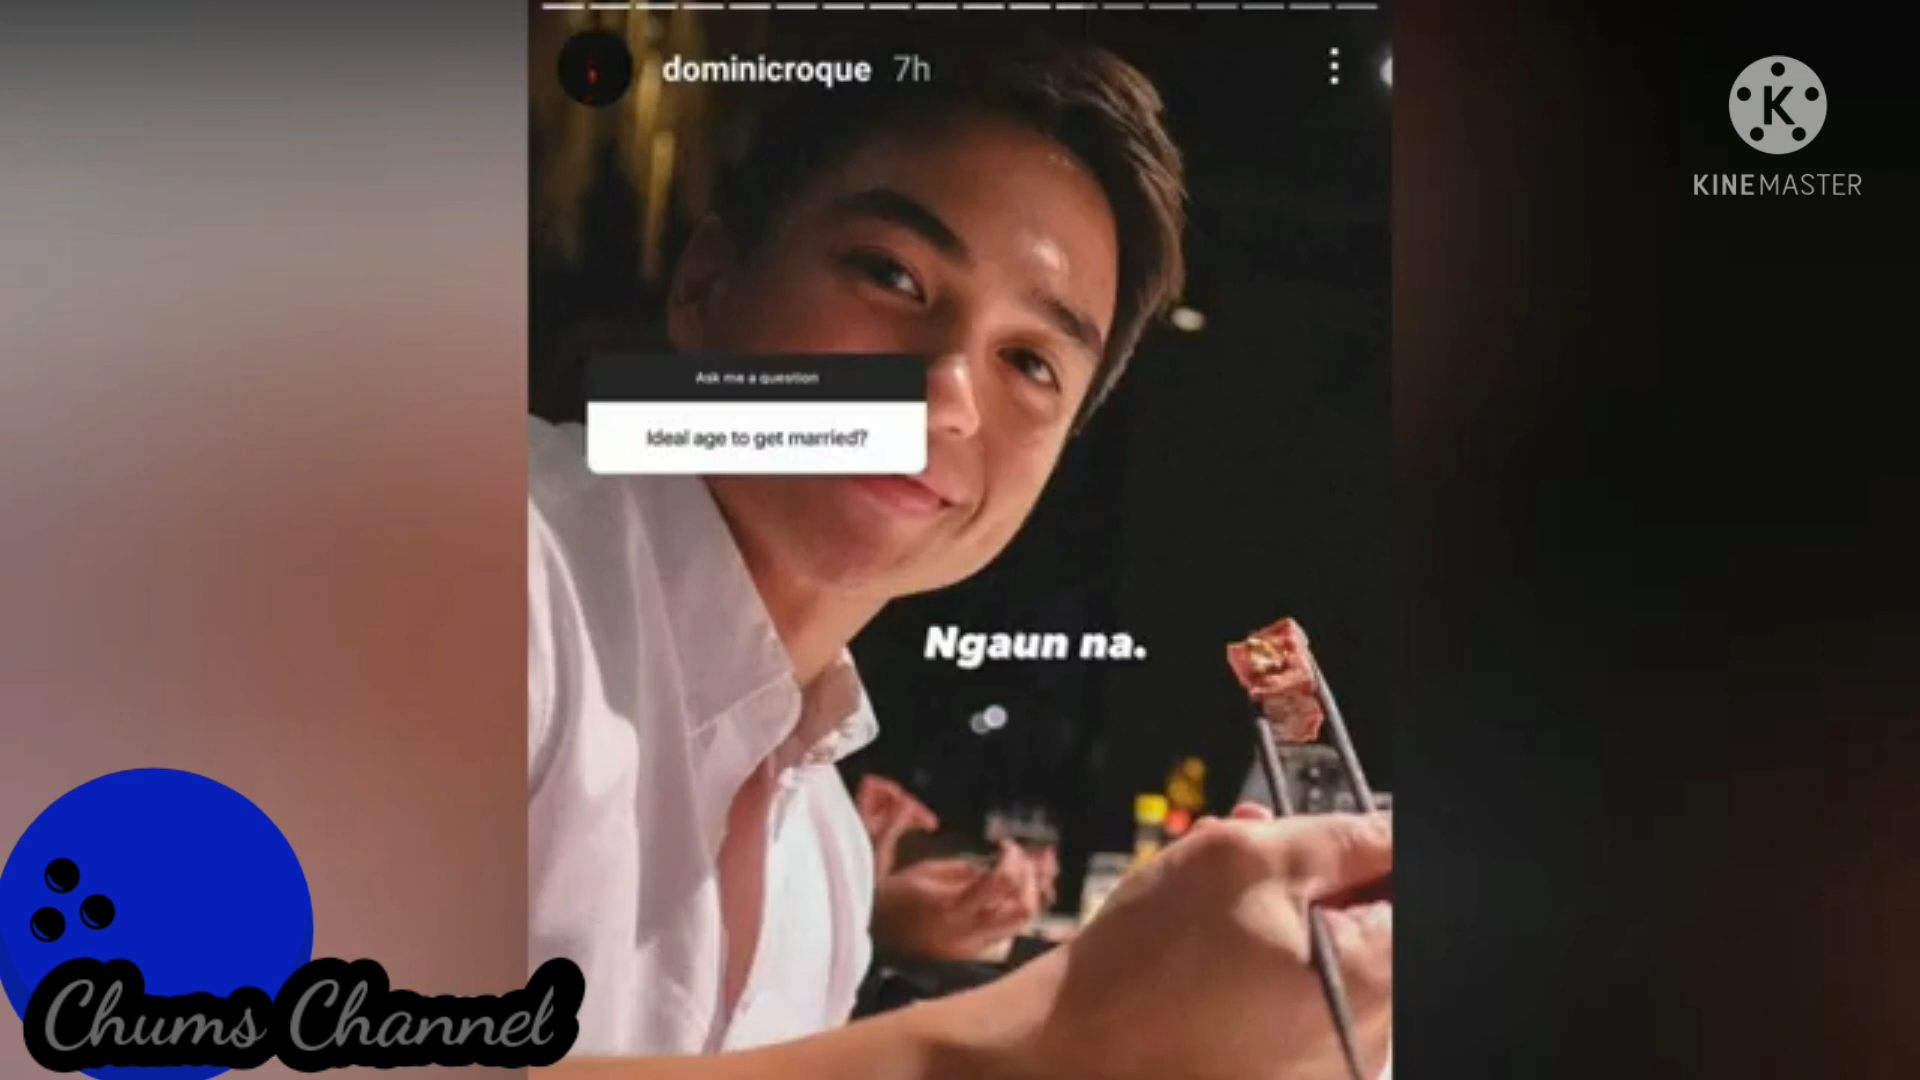 dominicroque 7h
K
KINEMASTER
Ask me a question
Ideal age to get married?
Ngaun na.
Chums Channel